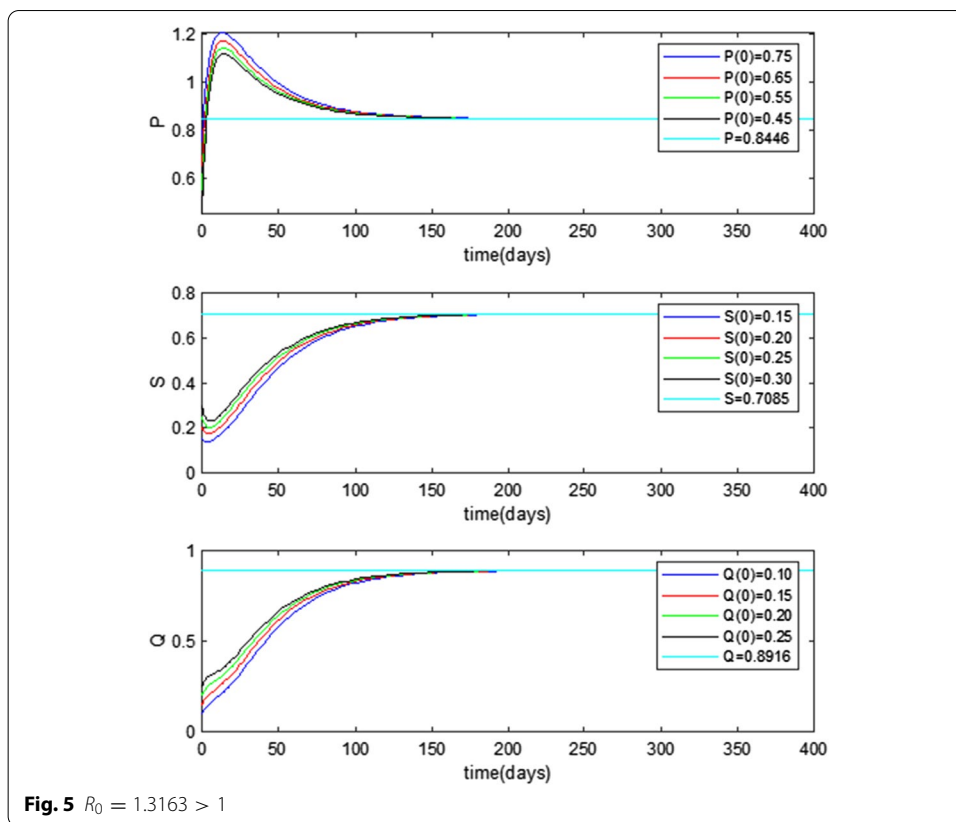 1.2
1
0.8
0.6
P
P(0)=0.75
P(0)=0.65
P(0)=0.55
P(0)=0.45
P=0.8446
0 50 100 150 200 250 300 350 400
time(days)
0.8
0.6
0.4
0.2
0
S
S(0)=0.15
S(0)=0.20
S(0)=0.25
S(0)=0.30
S=0.7085
0 50 100 150 200 250 300 350 400
time(days)
1
0.5
0
Q
Q(0)=0.10
Q(0)=0.15
Q(0)=0.20
Q(0)=0.25
Q=0.8916
0 50 100 150 200 250 300 350 400
time(days)
Fig. 5 R₀ = 1.3163 > 1